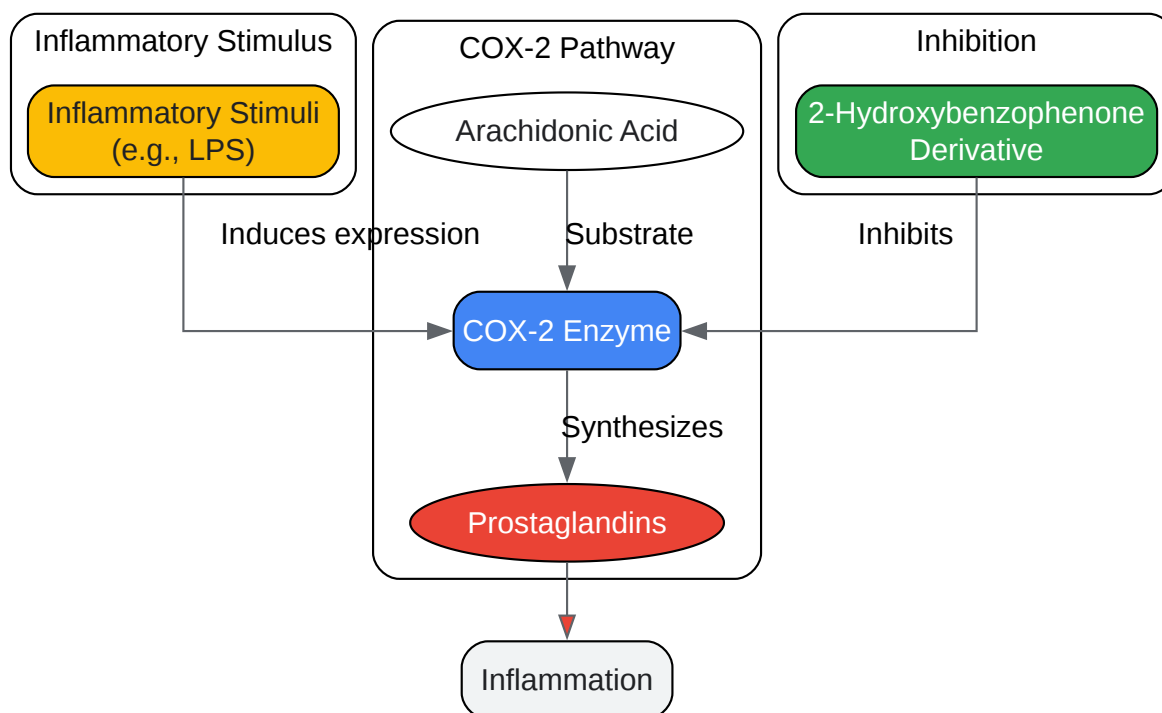 Inflammatory Stimulus
Inflammatory Stimuli
(e.g., LPS)
COX-2 Pathway
Arachidonic Acid
Inhibition
2-Hydroxybenzophenone
Derivative
Induces expression
Substrate
Inhibits
COX-2 Enzyme
Synthesizes
Prostaglandins
Inflammation